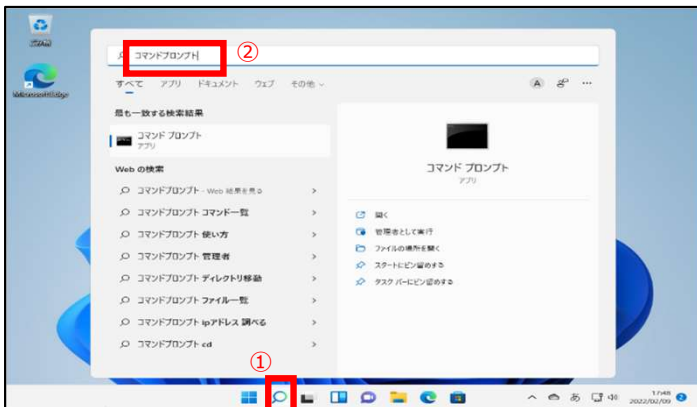 ごみ箱
Microsoft Edge
コマンドプロンプト
②
すべて アプリ ドキュメント ウェブ その他
A
最も一致する検索結果
コマンド プロンプト
アプリ
Web の検索
コマンドプロンプト - Web 結果を見る
コマンドプロンプト コマンド一覧
コマンドプロンプト 使い方
コマンドプロンプト 管理者
コマンドプロンプト ディレクトリ移動
コマンドプロンプト ファイル一覧
コマンドプロンプト ipアドレス 調べる
コマンドプロンプト cd
コマンド プロンプト
アプリ
開く
管理者として実行
ファイルの場所を開く
スタートにピン留めする
タスク バーにピン留めする
①
あ
17:48
2022/02/09
2